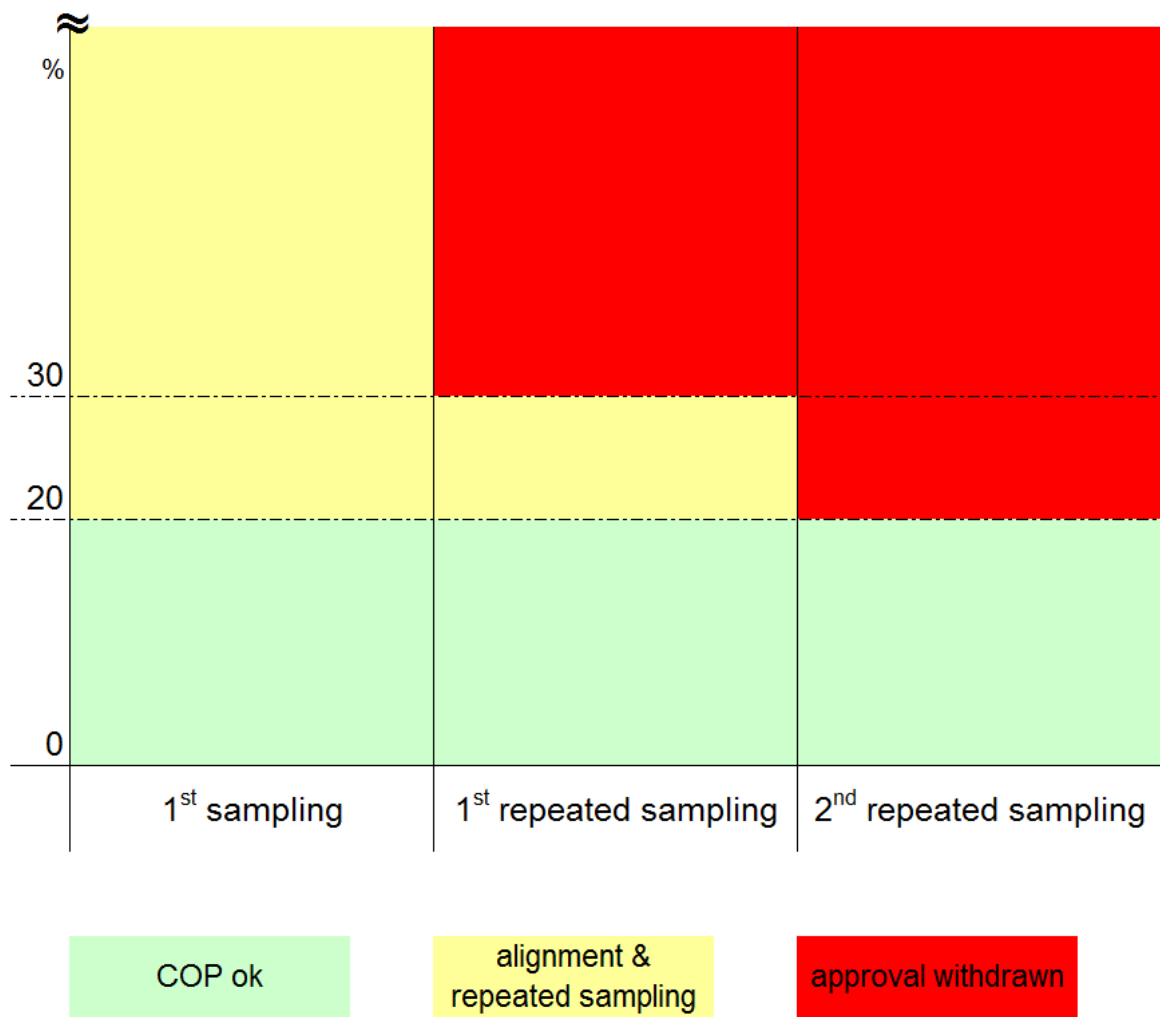 ≈
%
30
20
0
1st sampling
1st repeated sampling
2nd repeated sampling
COP ok
alignment &
repeated sampling
approval withdrawn